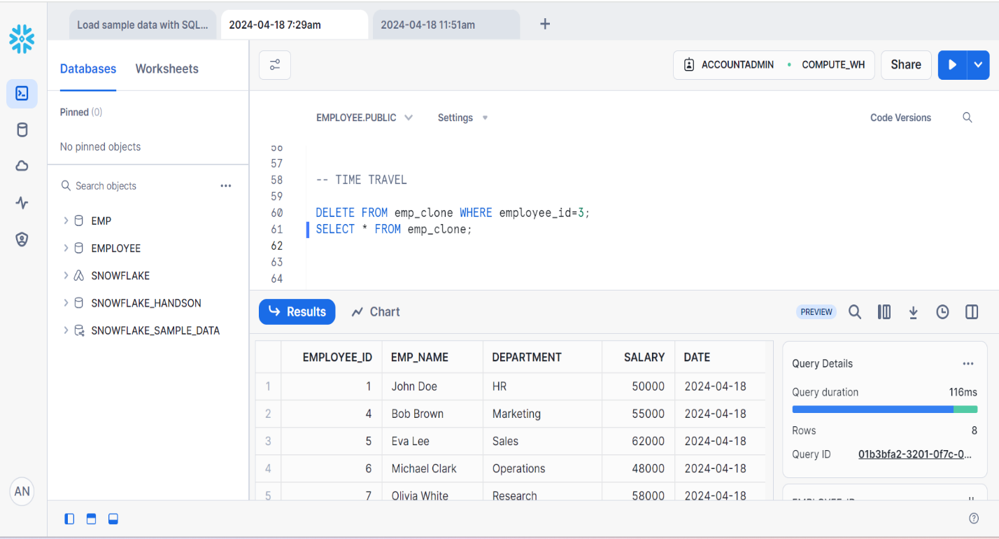 Load sample data with SQL...
2024-04-18 7:29am
2024-04-18 11:51am
Databases
Worksheets
ACCOUNTADMIN
COMPUTE_WH
Share
Pinned (0)
No pinned objects
Search objects
EMP
EMPLOYEE
SNOWFLAKE
SNOWFLAKE_HANDSON
SNOWFLAKE_SAMPLE_DATA
AN
EMPLOYEE.PUBLIC
Settings
Code Versions
56
57
58 -- TIME TRAVEL
59
60 DELETE FROM emp_clone WHERE employee_id=3;
61 SELECT * FROM emp_clone;
62
63
64
Results
Chart
PREVIEW
EMPLOYEE_ID EMP_NAME DEPARTMENT SALARY DATE
1 1 John Doe HR 50000 2024-04-18
2 4 Bob Brown Marketing 55000 2024-04-18
3 5 Eva Lee Sales 62000 2024-04-18
4 6 Michael Clark Operations 48000 2024-04-18
5 7 Olivia White Research 58000 2024-04-18
Query Details
Query duration 116ms
Rows 8
Query ID 01b3bfa2-3201-0f7c-0...
EMPLOYEE_ID